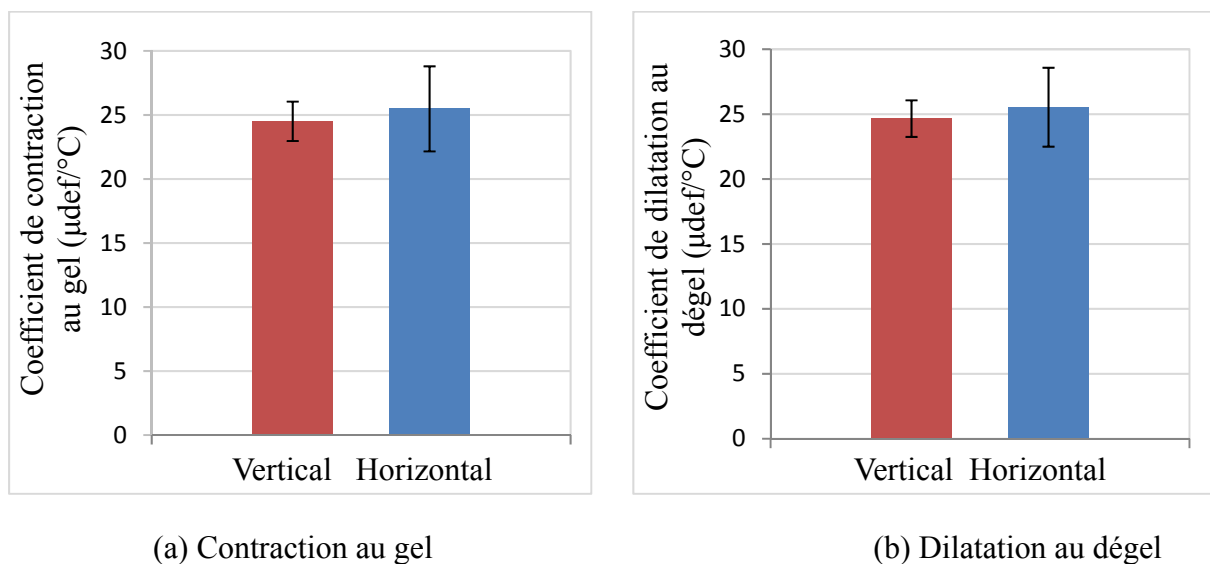 Coefficient de contraction
au gel (μdef/°C)
30
25
20
15
10
5
0
Vertical Horizontal
(a) Contraction au gel
Coefficient de dilatation au
dégel (μdef/°C)
30
25
20
15
10
5
0
Vertical Horizontal
(b) Dilatation au dégel